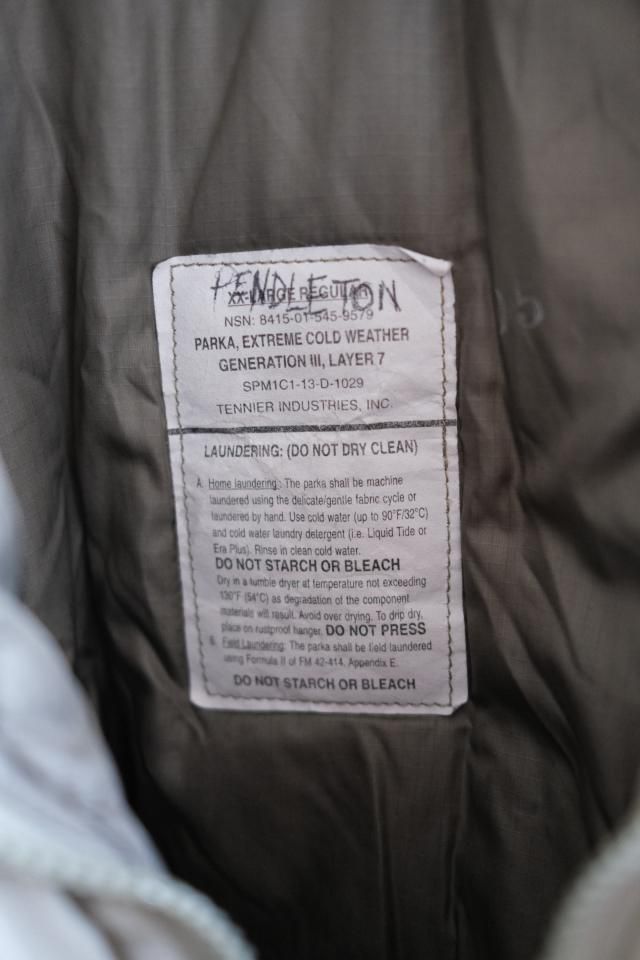 PENDLETON
XX-LARGE REGULAR
NSN: 8415-01-545-9579
PARKA, EXTREME COLD WEATHER
GENERATION III, LAYER 7
SPM1C1-13-D-1029
TENNIER INDUSTRIES, INC.
LAUNDERING: (DO NOT DRY CLEAN)
A. Home laundering: The parka shall be machine
laundered using the delicate/gentle fabric cycle or
laundered by hand. Use cold water (up to 90°F/32°C)
and cold water laundry detergent (i.e. Liquid Tide or
Era Plus). Rinse in clean cold water.
DO NOT STARCH OR BLEACH
Dry in a tumble dryer at temperature not exceeding
130°F (54°C) as degradation of the component
materials will result. Avoid over drying. To drip dry,
place on rustproof hanger. DO NOT PRESS
B. Field Laundering: The parka shall be field laundered
using Formula II of FM 42-414, Appendix E.
DO NOT STARCH OR BLEACH